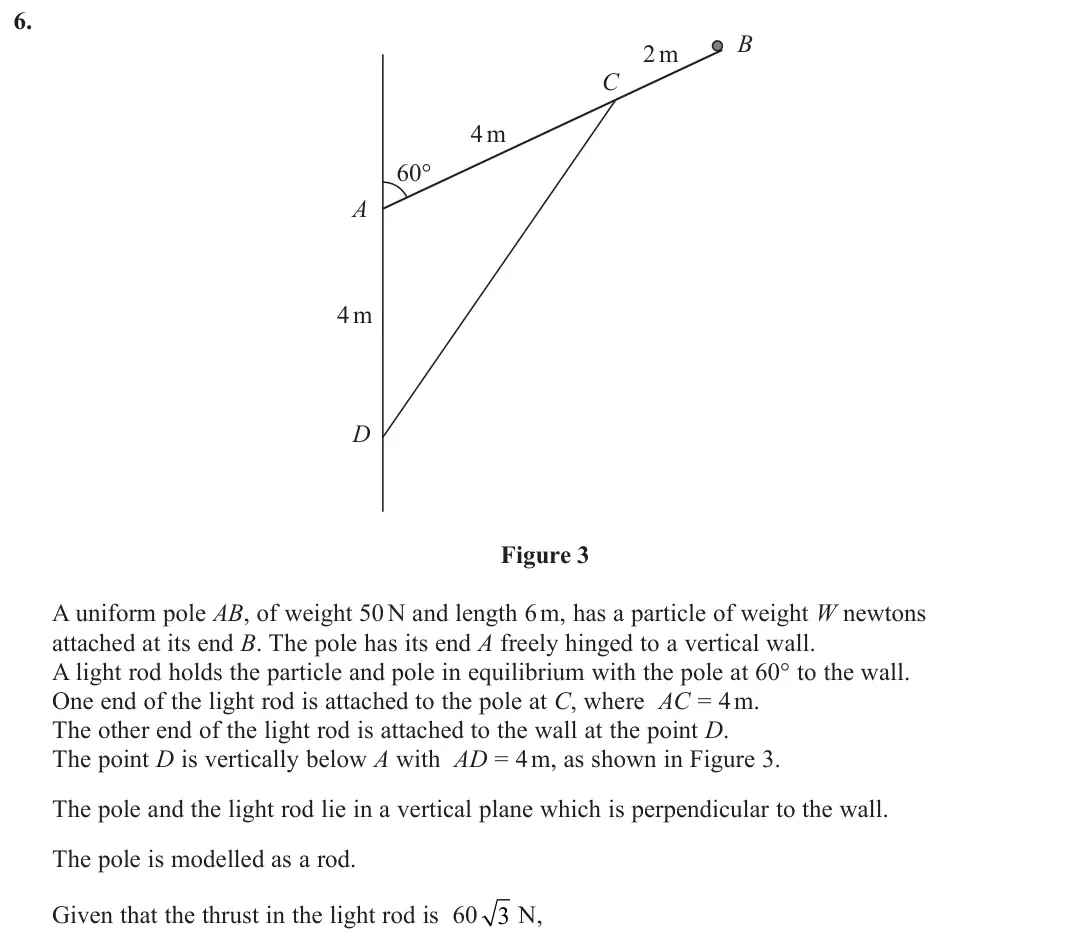 6.
2 m
B
C
4 m
60°
A
4 m
D
Figure 3
A uniform pole AB, of weight 50 N and length 6 m, has a particle of weight W newtons
attached at its end B. The pole has its end A freely hinged to a vertical wall.
A light rod holds the particle and pole in equilibrium with the pole at 60° to the wall.
One end of the light rod is attached to the pole at C, where AC = 4 m.
The other end of the light rod is attached to the wall at the point D.
The point D is vertically below A with AD = 4 m, as shown in Figure 3.
The pole and the light rod lie in a vertical plane which is perpendicular to the wall.
The pole is modelled as a rod.
Given that the thrust in the light rod is 60√3 N,